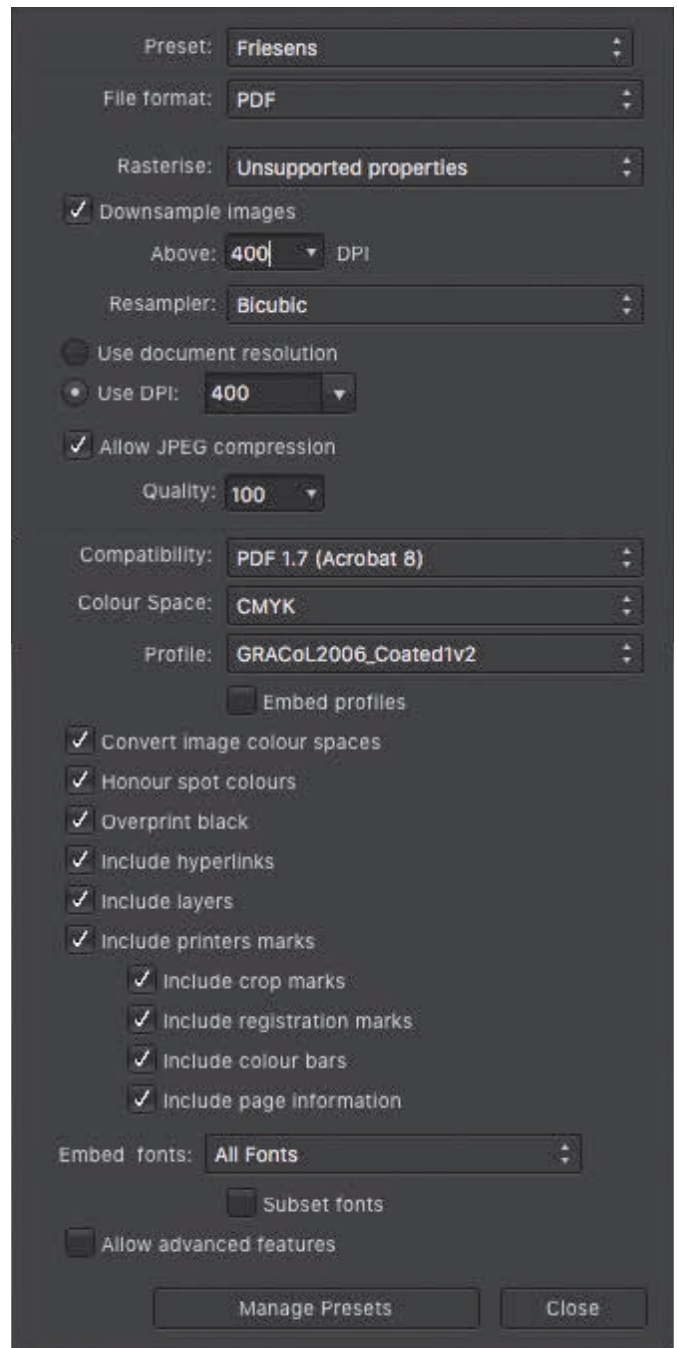 Preset: Friesens
File format: PDF
Rasterise: Unsupported properties
Downsample images
Above: 400 DPI
Resampler: Bicubic
Use document resolution
Use DPI: 400
Allow JPEG compression
Quality: 100
Compatibility: PDF 1.7 (Acrobat 8)
Colour Space: CMYK
Profile: GRACoL2006_Coated1v2
Embed profiles
Convert image colour spaces
Honour spot colours
Overprint black
Include hyperlinks
Include layers
Include printers marks
Include crop marks
Include registration marks
Include colour bars
Include page information
Embed fonts: All Fonts
Subset fonts
Allow advanced features
Manage Presets Close